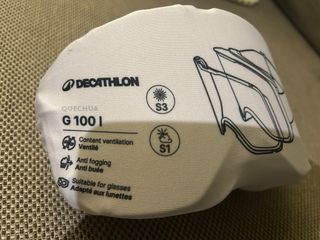 DECATHLON
QUECHUA
G 100 I
S3
Content ventilation
Ventilé
S1
Anti fogging
Anti buée
Suitable for glasses
Adapté aux lunettes